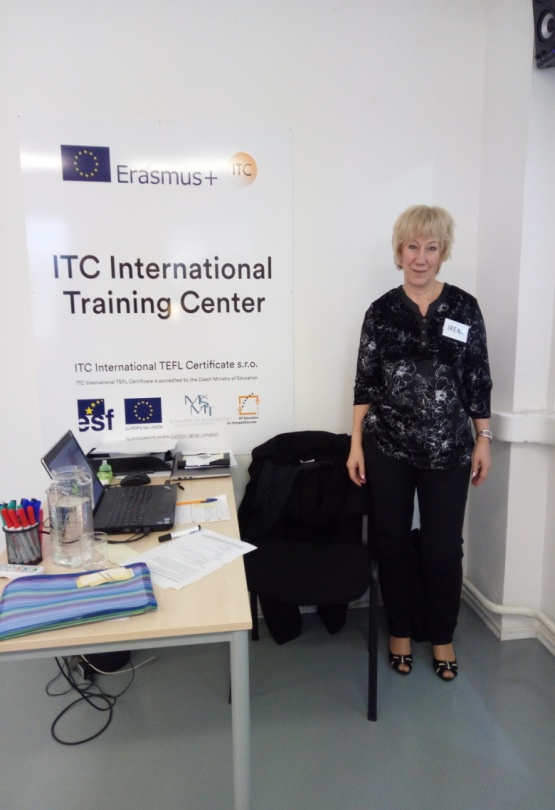 Erasmus+
ITC
ITC International
Training Center
ITC International TEFL Certificate s.r.o.
ITC International TEFL Certificate is accredited by the Czech Ministry of Education
esf
EUROPEAN UNION